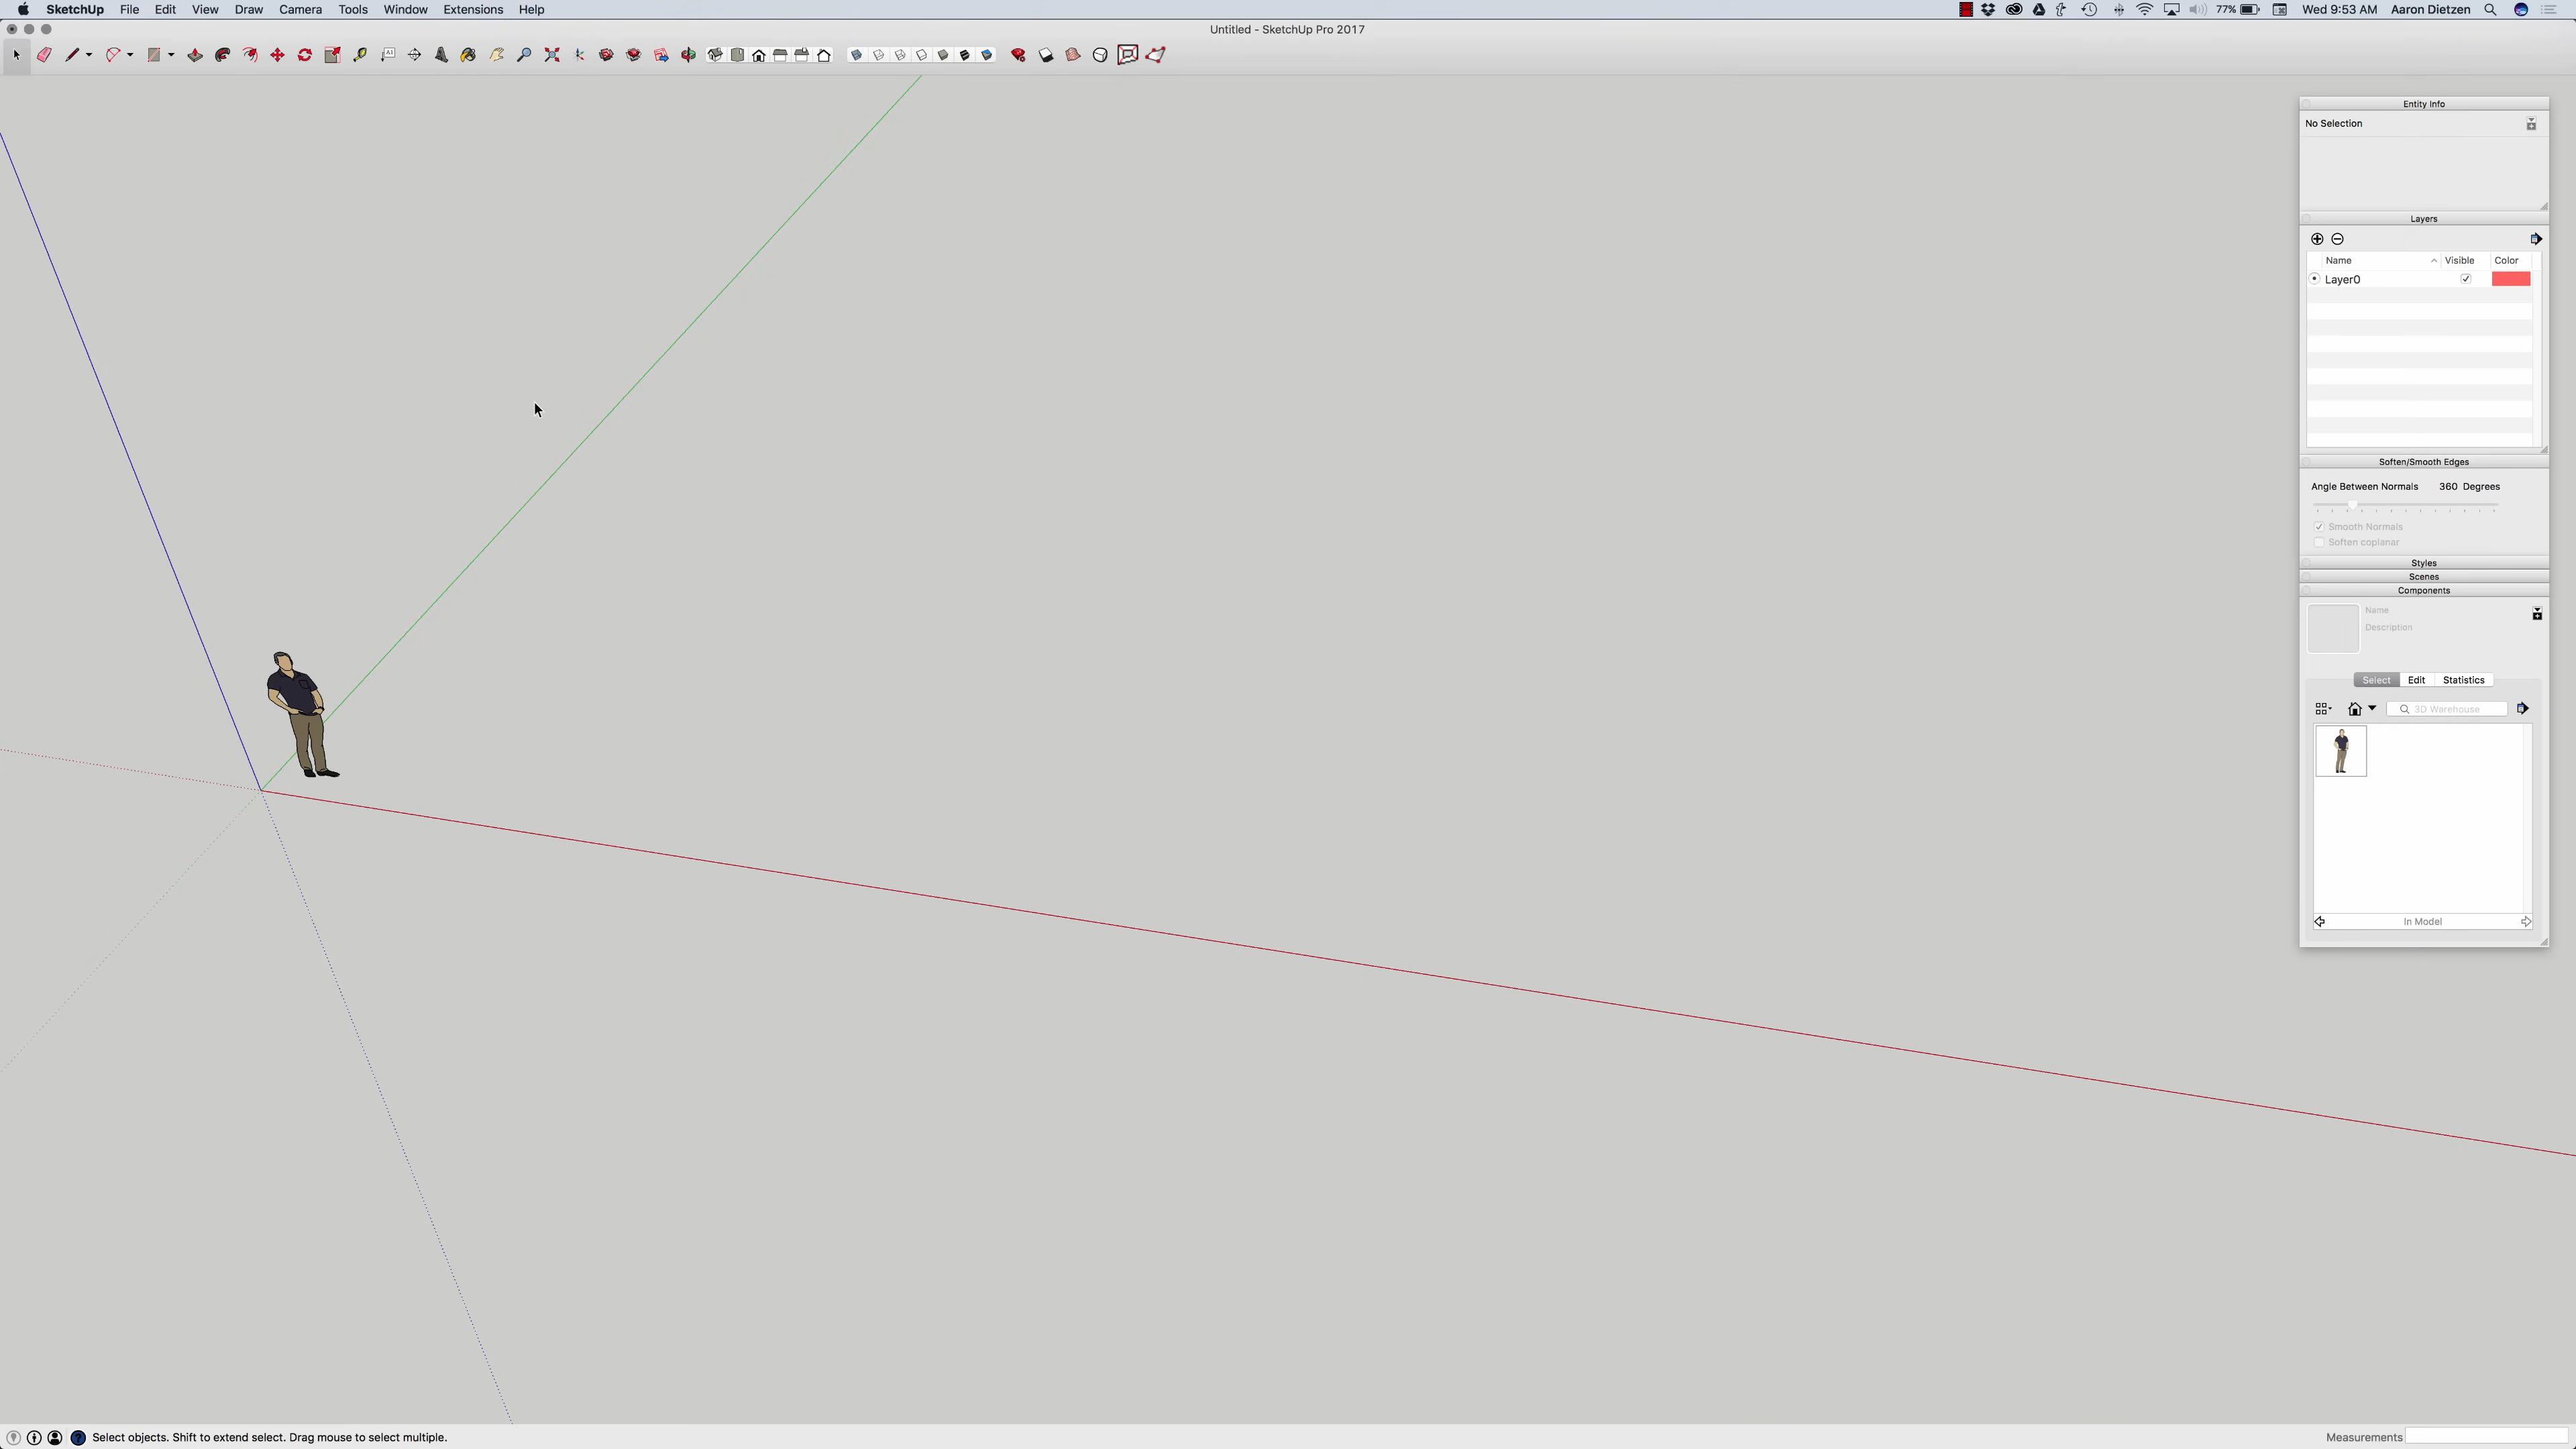 SketchUp File Edit View Draw Camera Tools Window Extensions Help 77% Wed 9:53 AM Aaron Dietzen
Untitled - SketchUp Pro 2017
Entity Info
No Selection
Layers
Name Visible Color
Layer0
Soften/Smooth Edges
Angle Between Normals 360 Degrees
Smooth Normals
Soften coplanar
Styles
Scenes
Components
Name
Description
Select Edit Statistics
3D Warehouse
In Model
Select objects. Shift to extend select. Drag mouse to select multiple. Measurements